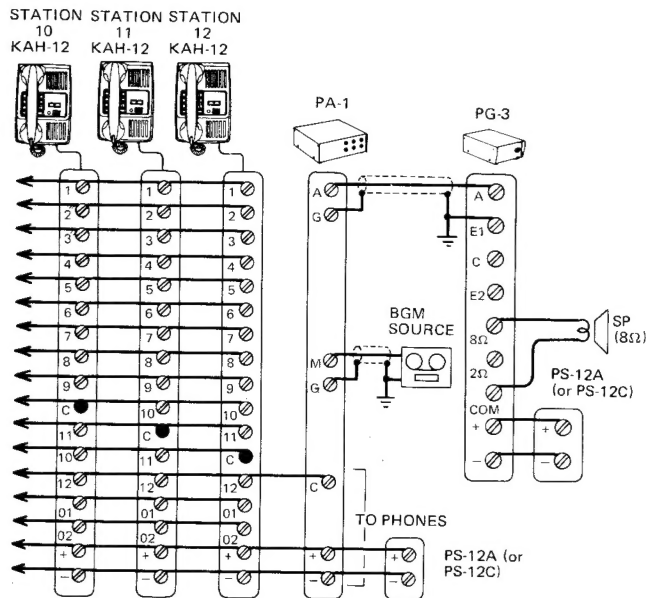 STATION 10 KAH-12
STATION 11 KAH-12
STATION 12 KAH-12
PA-1
PG-3
1 1 1 A A
2 2 2 G E1
3 3 3 C
4 4 4
5 5 5 E2
6 6 6
7 7 7 BGM SOURCE 8Ω SP (8Ω)
8 8 8 M 2Ω
9 9 9 G PS-12A (or PS-12C)
C 10 10 COM
11 C 11 + +
10 11 C - -
12 12 12 C
01 01 01 TO PHONES
02 02 02
+ + + + + PS-12A (or PS-12C)
- - - - -